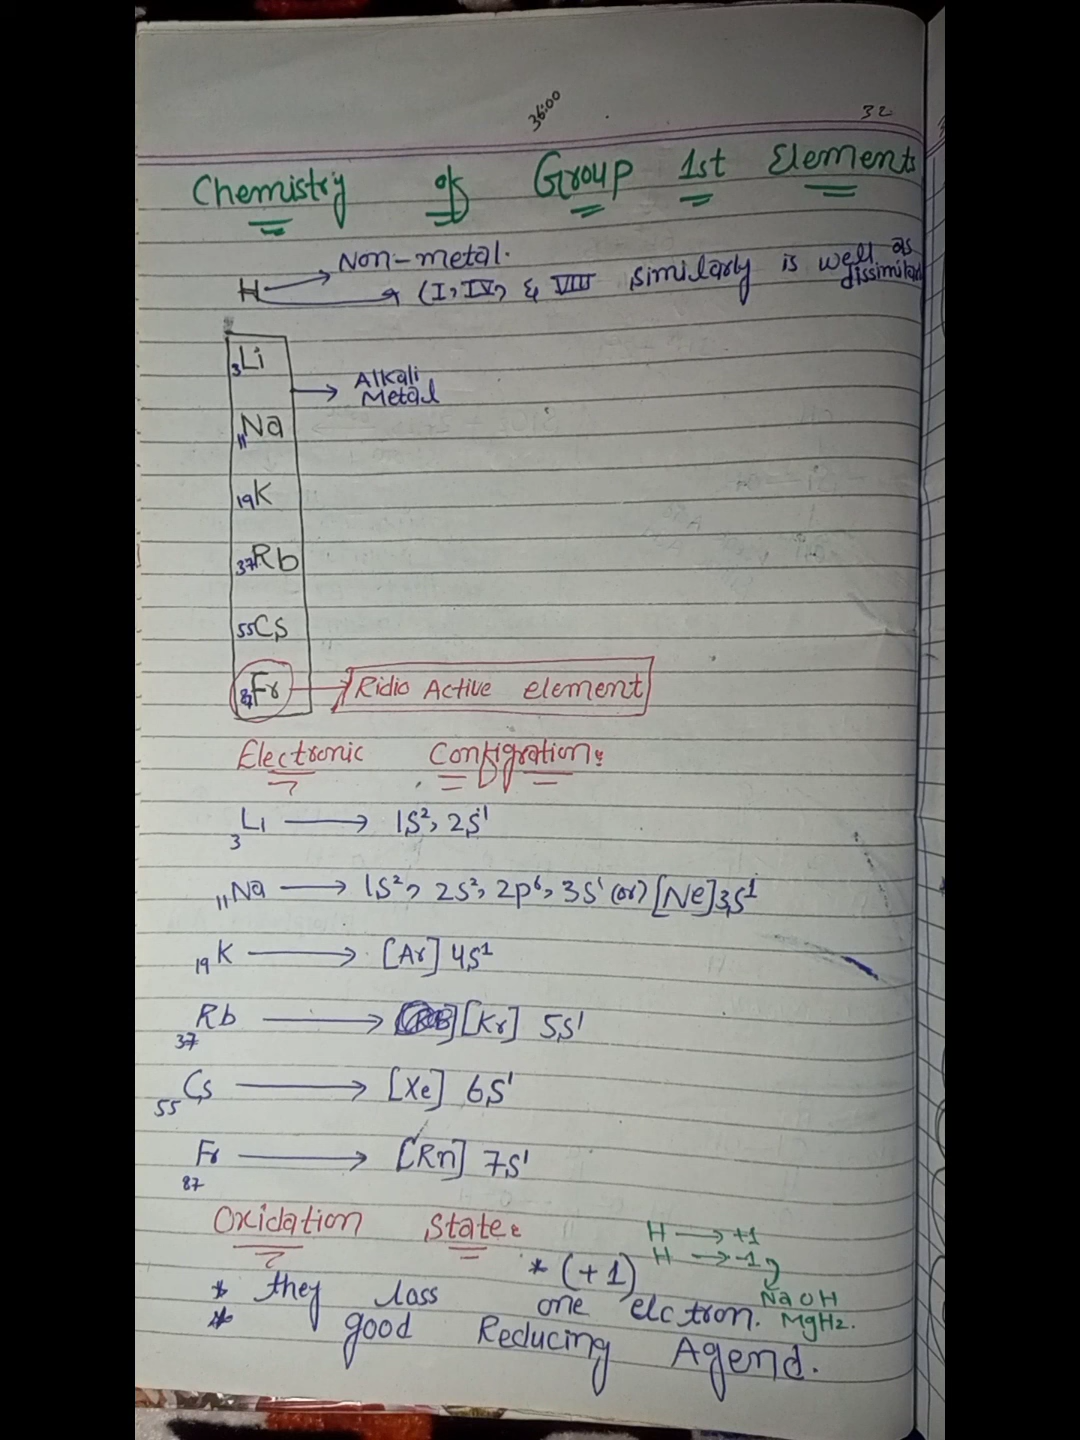 36:00
32
Chemistry of Group 1st Elements
H → Non-metal.
→ (I, IV, & VIII similarly is well as dissimilar
3Li
→ Alkali Metal
11Na
19K
37Rb
55Cs
87Fr → Ridio Active element
Electronic Configration:
3Li → 1S², 2S¹
11Na → 1S², 2S², 2p⁶, 3S¹ (or) [Ne]3S¹
19K → [Ar] 4S¹
37Rb → [Kr] 5S¹
55Cs → [Xe] 6S¹
87Fr → [Rn] 7S¹
Oxidation State:
H → +1
H → -1
* (+1)
NaOH
* they loss one elctron.
MgH2.
* good Reducing Agend.